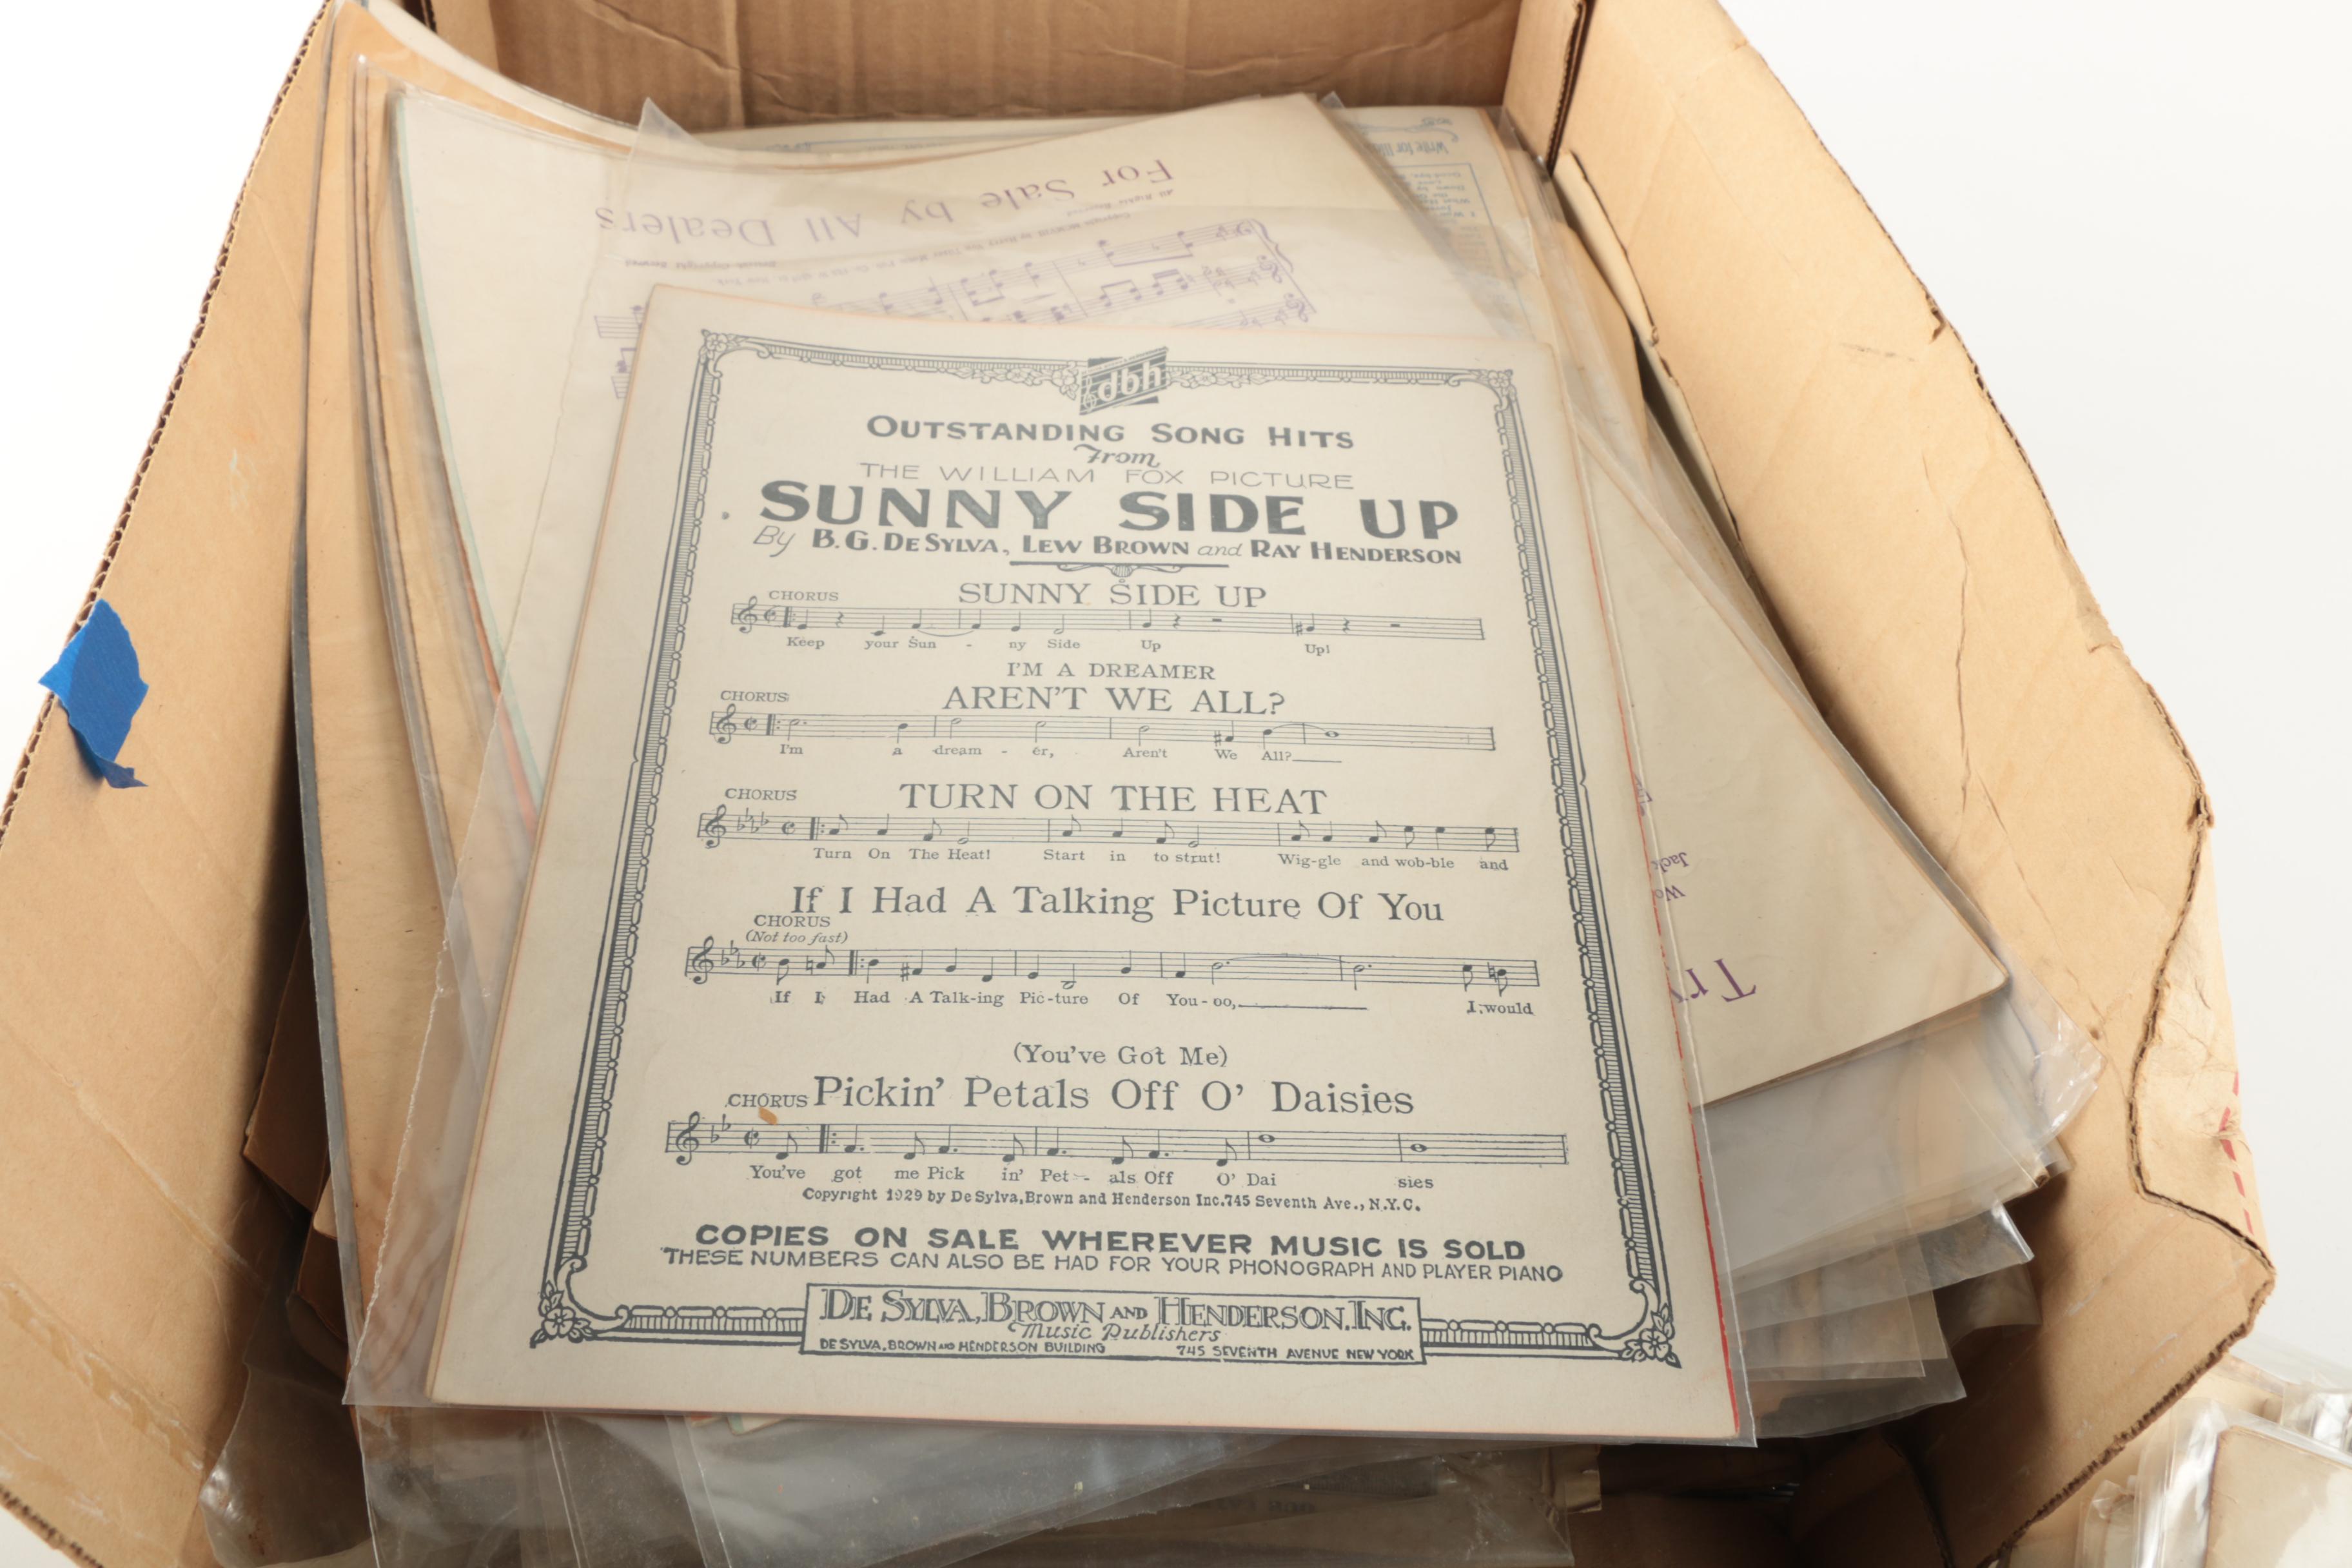 For Sale by All Dealers
All Rights Reserved
dbh
OUTSTANDING SONG HITS
From
THE WILLIAM FOX PICTURE
SUNNY SIDE UP
By B.G. DE SYLVA, LEW BROWN and RAY HENDERSON
SUNNY SIDE UP
CHORUS
Keep your Sun - ny Side Up Up!
I'M A DREAMER
AREN'T WE ALL?
CHORUS
I'm a dream - er, Aren't We All?
TURN ON THE HEAT
CHORUS
Turn On The Heat! Start in to strut! Wig-gle and wob-ble and
If I Had A Talking Picture Of You
CHORUS
(Not too fast)
If I Had A Talk-ing Pic-ture Of You-oo, I would
(You've Got Me)
CHORUS Pickin' Petals Off O' Daisies
You've got me Pick in' Pet - als Off O' Dai sies
Copyright 1929 by De Sylva, Brown and Henderson Inc. 745 Seventh Ave., N.Y.C.
COPIES ON SALE WHEREVER MUSIC IS SOLD
THESE NUMBERS CAN ALSO BE HAD FOR YOUR PHONOGRAPH AND PLAYER PIANO
DE SYLVA, BROWN AND HENDERSON, INC.
Music Publishers
DE SYLVA, BROWN AND HENDERSON BUILDING 745 SEVENTH AVENUE NEW YORK